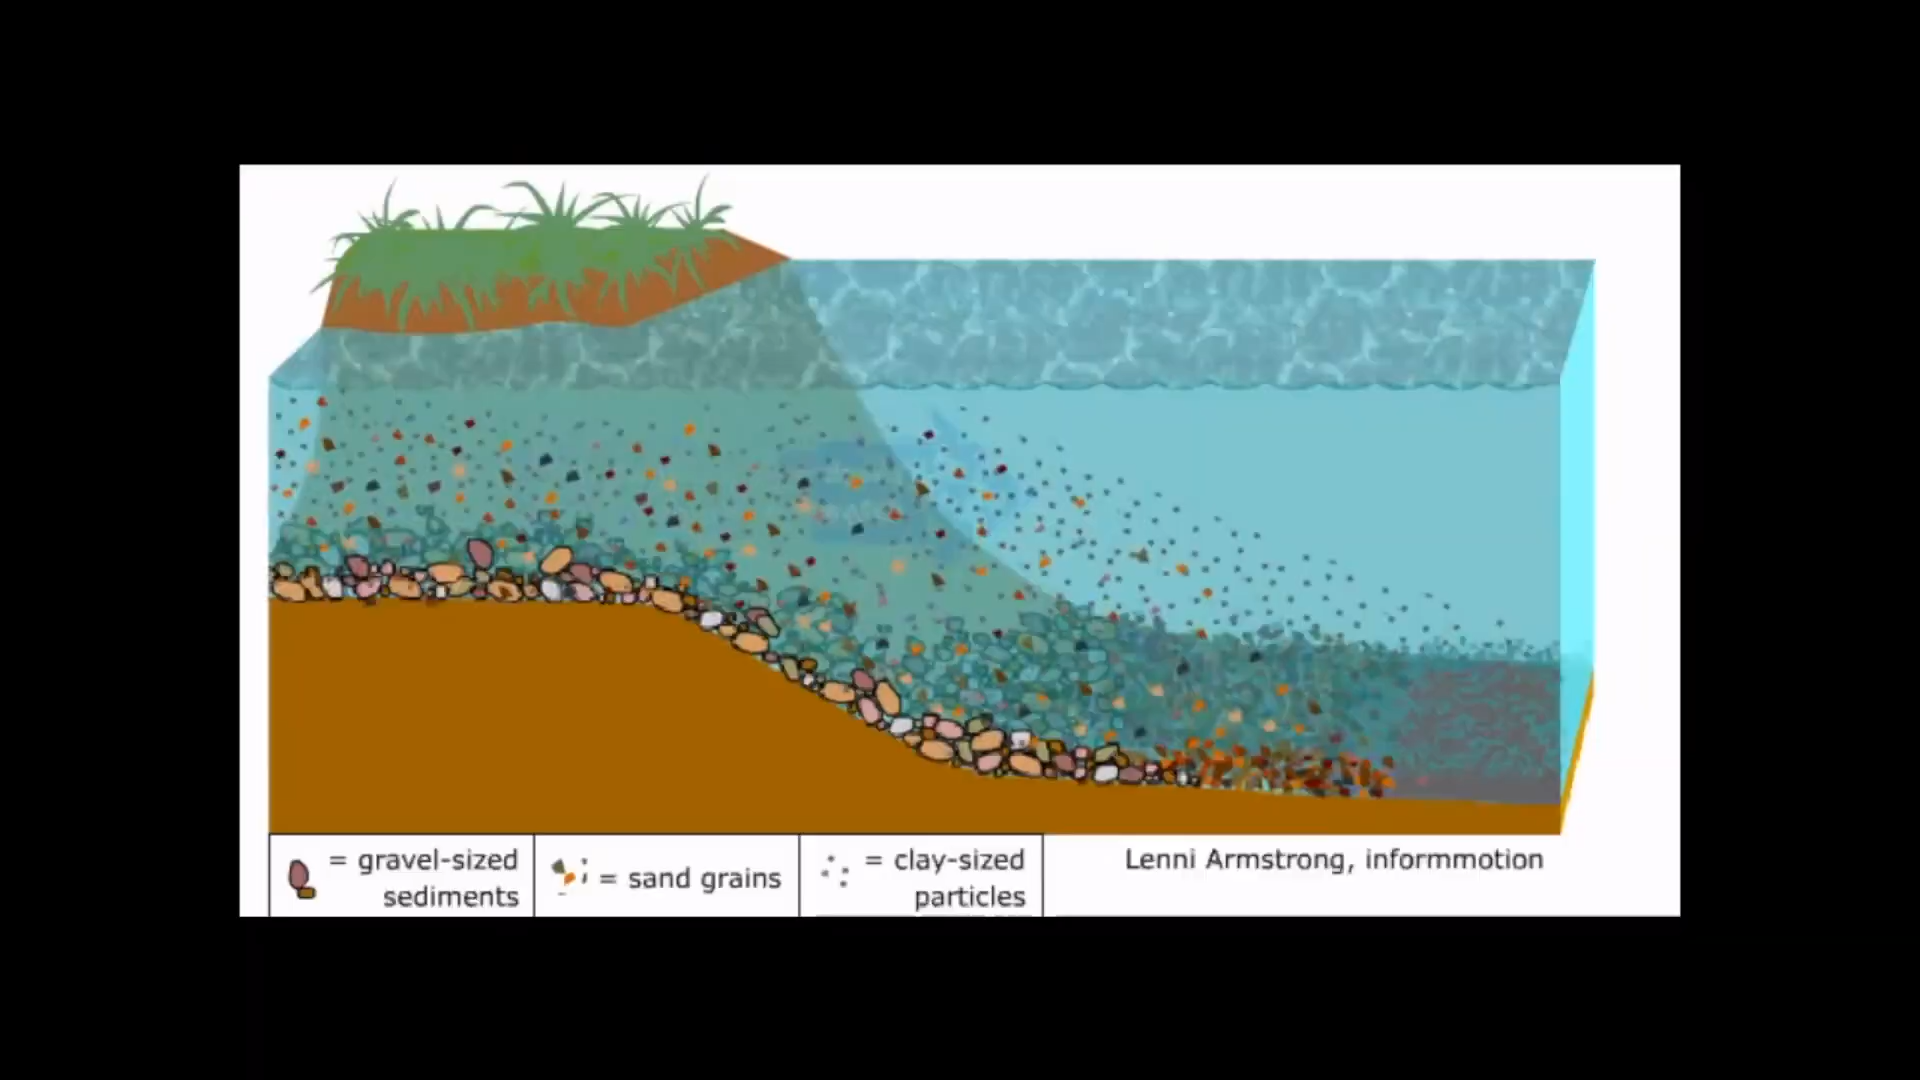 = gravel-sized
sediments
= sand grains
= clay-sized
particles
Lenni Armstrong, informmotion